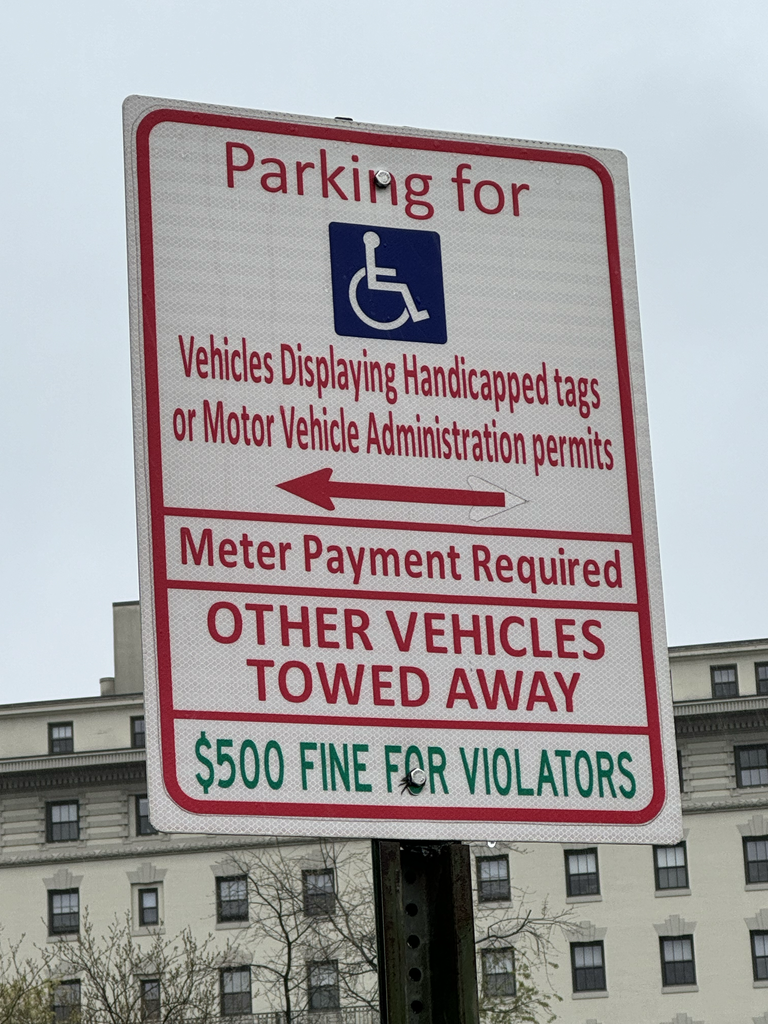 Parking for
Vehicles Displaying Handicapped tags
or Motor Vehicle Administration permits
Meter Payment Required
OTHER VEHICLES
TOWED AWAY
$500 FINE FOR VIOLATORS